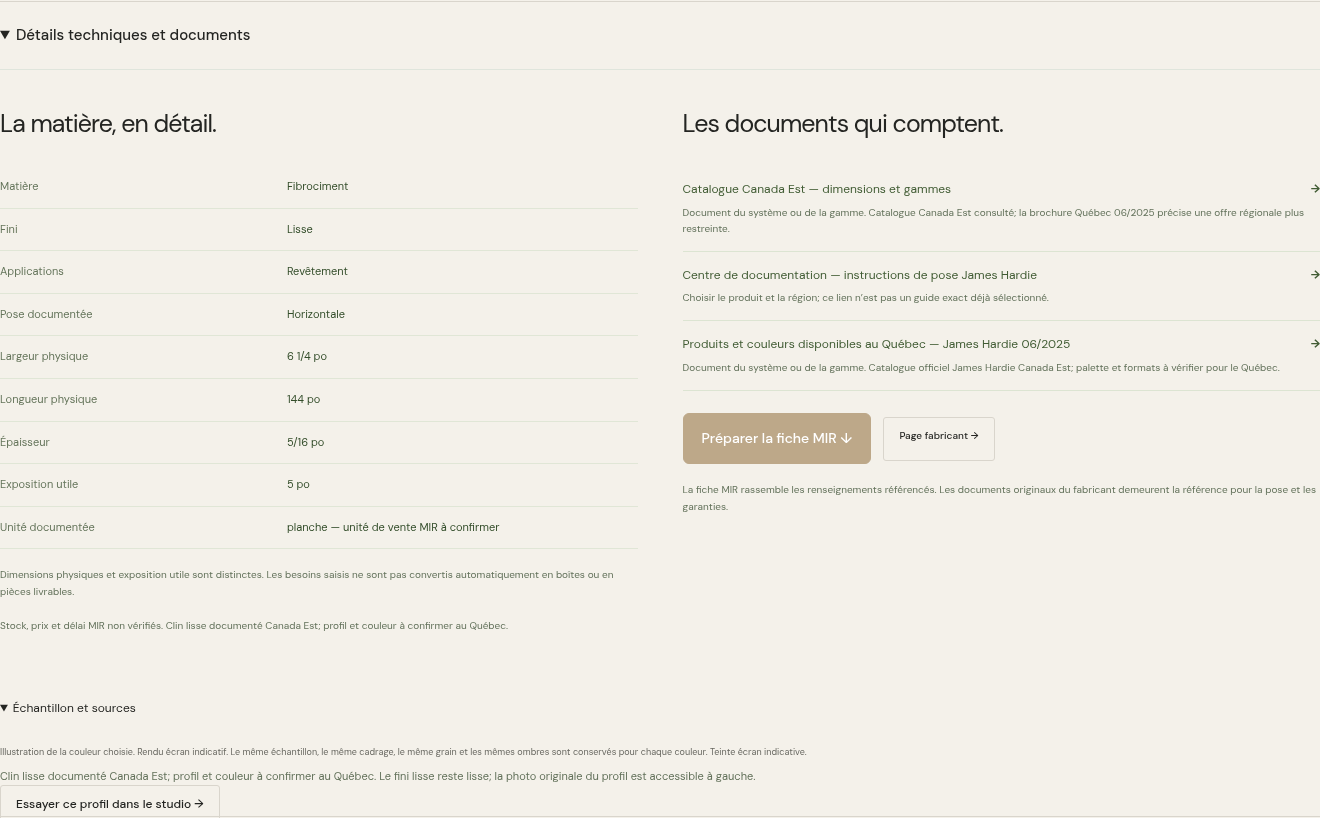 ▼ Détails techniques et documents
La matière, en détail.
Matière Fibrociment
Fini Lisse
Applications Revêtement
Pose documentée Horizontale
Largeur physique 6 1/4 po
Longueur physique 144 po
Épaisseur 5/16 po
Exposition utile 5 po
Unité documentée planche — unité de vente MIR à confirmer
Dimensions physiques et exposition utile sont distinctes. Les besoins saisis ne sont pas convertis automatiquement en boîtes ou en
pièces livrables.
Stock, prix et délai MIR non vérifiés. Clin lisse documenté Canada Est; profil et couleur à confirmer au Québec.
Les documents qui comptent.
Catalogue Canada Est — dimensions et gammes →
Document du système ou de la gamme. Catalogue Canada Est consulté; la brochure Québec 06/2025 précise une offre régionale plus
restreinte.
Centre de documentation — instructions de pose James Hardie →
Choisir le produit et la région; ce lien n’est pas un guide exact déjà sélectionné.
Produits et couleurs disponibles au Québec — James Hardie 06/2025 →
Document du système ou de la gamme. Catalogue officiel James Hardie Canada Est; palette et formats à vérifier pour le Québec.
Préparer la fiche MIR ↓
Page fabricant →
La fiche MIR rassemble les renseignements référencés. Les documents originaux du fabricant demeurent la référence pour la pose et les
garanties.
▼ Échantillon et sources
Illustration de la couleur choisie. Rendu écran indicatif. Le même échantillon, le même cadrage, le même grain et les mêmes ombres sont conservés pour chaque couleur. Teinte écran indicative.
Clin lisse documenté Canada Est; profil et couleur à confirmer au Québec. Le fini lisse reste lisse; la photo originale du profil est accessible à gauche.
Essayer ce profil dans le studio →